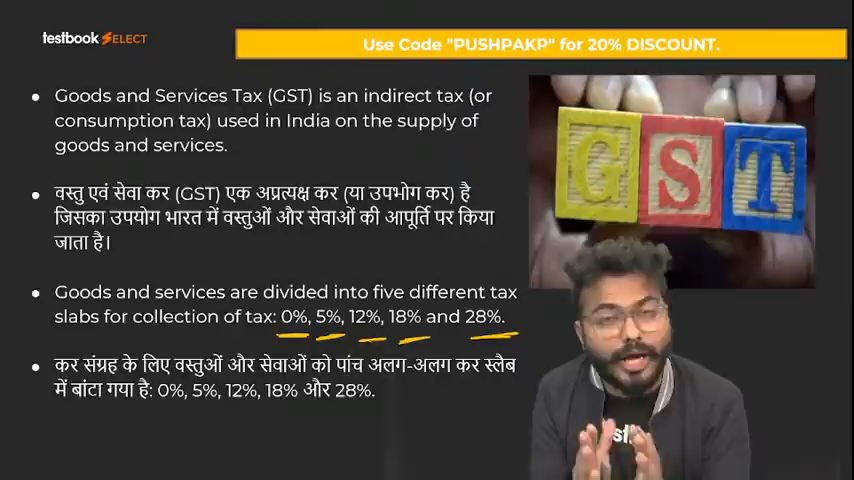 testbook SELECT
Use Code "PUSHPAKP" for 20% DISCOUNT.
Goods and Services Tax (GST) is an indirect tax (or
consumption tax) used in India on the supply of
goods and services.
GST
वस्तु एवं सेवा कर (GST) एक अप्रत्यक्ष कर (या उपभोग कर) है
जिसका उपयोग भारत में वस्तुओं और सेवाओं की आपूर्ति पर किया
जाता है।
Goods and services are divided into five different tax
slabs for collection of tax: 0%, 5%, 12%, 18% and 28%.
कर संग्रह के लिए वस्तुओं और सेवाओं को पांच अलग-अलग कर स्लैब
में बांटा गया है: 0%, 5%, 12%, 18% और 28%.